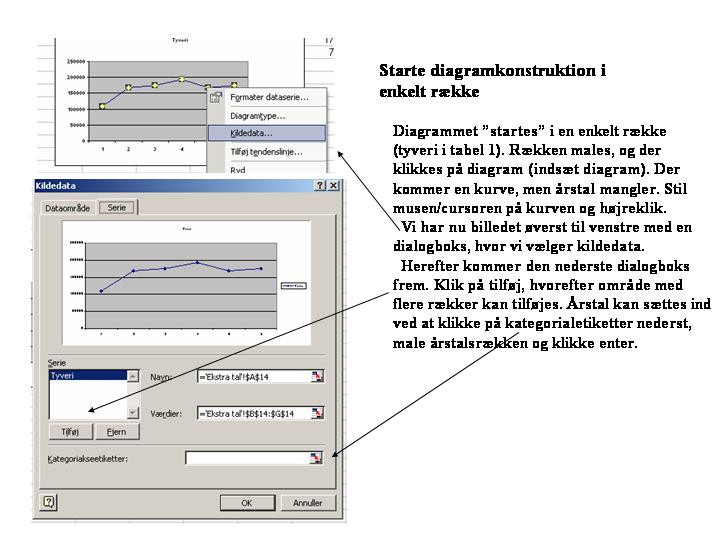 17
7
Tyveri
250000
200000
150000
100000
50000
0
1 2 3 4
Formater dataserie...
Diagramtype...
Kildedata...
Tilføj tendenslinje...
Ryd
Starte diagramkonstruktion i
enkelt række
Diagrammet ”startes” i en enkelt række
(tyveri i tabel 1). Rækken males, og der
klikkes på diagram (indsæt diagram). Der
kommer en kurve, men årstal mangler. Stil
musen/cursoren på kurven og højreklik.
Vi har nu billedet øverst til venstre med en
dialogboks, hvor vi vælger kildedata.
Herefter kommer den nederste dialogboks
frem. Klik på tilføj, hvorefter område med
flere rækker kan tilføjes. Årstal kan sættes ind
ved at klikke på kategorialetiketter nederst,
male årstalsrækken og klikke enter.
Kildedata
Dataområde Serie
Serie
Tyveri
Navn: ='Ekstra tal'!$A$14
Værdier: ='Ekstra tal'!$B$14:$G$14
Tilføj Fjern
Kategoriakseetiketter:
OK Annuller